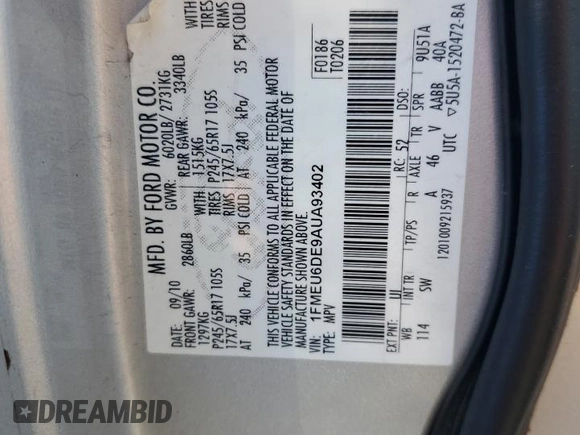 MFD. BY FORD MOTOR CO.
DATE: 09/10 GVWR: 6020LB/ 2731KG
FRONT GAWR: 2860LB REAR GAWR: 3340LB
1297KG 1515KG
P245/65R17 105S TIRES P245/65R17 105S TIRES
17X7.5J RIMS 17X7.5J RIMS
AT 240 kPa/ 35 PSI COLD AT 240 kPa/ 35 PSI COLD
THIS VEHICLE CONFORMS TO ALL APPLICABLE FEDERAL MOTOR
VEHICLE SAFETY STANDARDS IN EFFECT ON THE DATE OF
MANUFACTURE SHOWN ABOVE.
F0186
T0206
VIN: 1FMEU6DE9AUA93402
TYPE: MPV
EXT PNT: UI RC: 52 DSO:
WB INT TR TP/PS R AXLE TR SPR 9U51A
114 SW A 46 V AABB 40A
1201009215937 UTC ▽5U5A-1520472-BA
DREAMBID